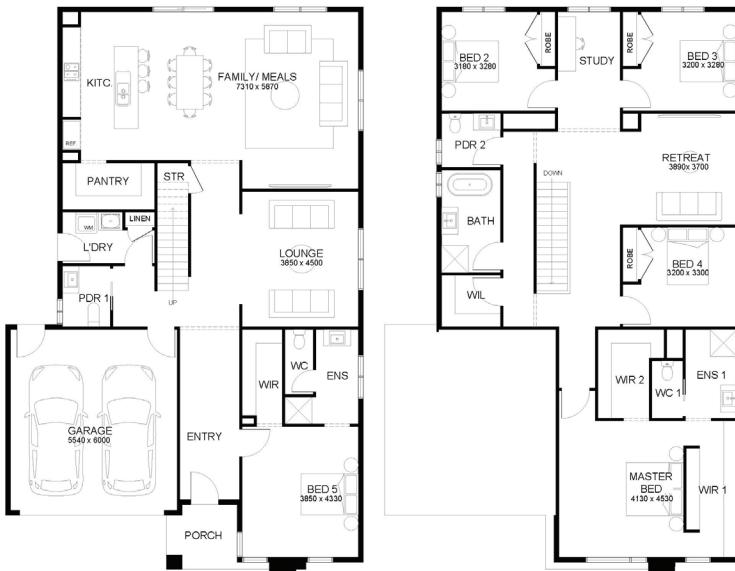 KITC.
FAMILY/ MEALS
7310 x 5870
REF
PANTRY
STR
LINEN
WM
L'DRY
LOUNGE
3850 x 4500
PDR 1
UP
WC
ENS
WIR
GARAGE
5540 x 6000
ENTRY
BED 5
3850 x 4330
PORCH
BED 2
3180 x 3280
ROBE
STUDY
ROBE
BED 3
3200 x 3280
PDR 2
RETREAT
3890x 3700
DOWN
BATH
BED 4
3200 x 3300
ROBE
WIL
WIR 2
WC 1
ENS 1
MASTER
BED
4130 x 4530
WIR 1